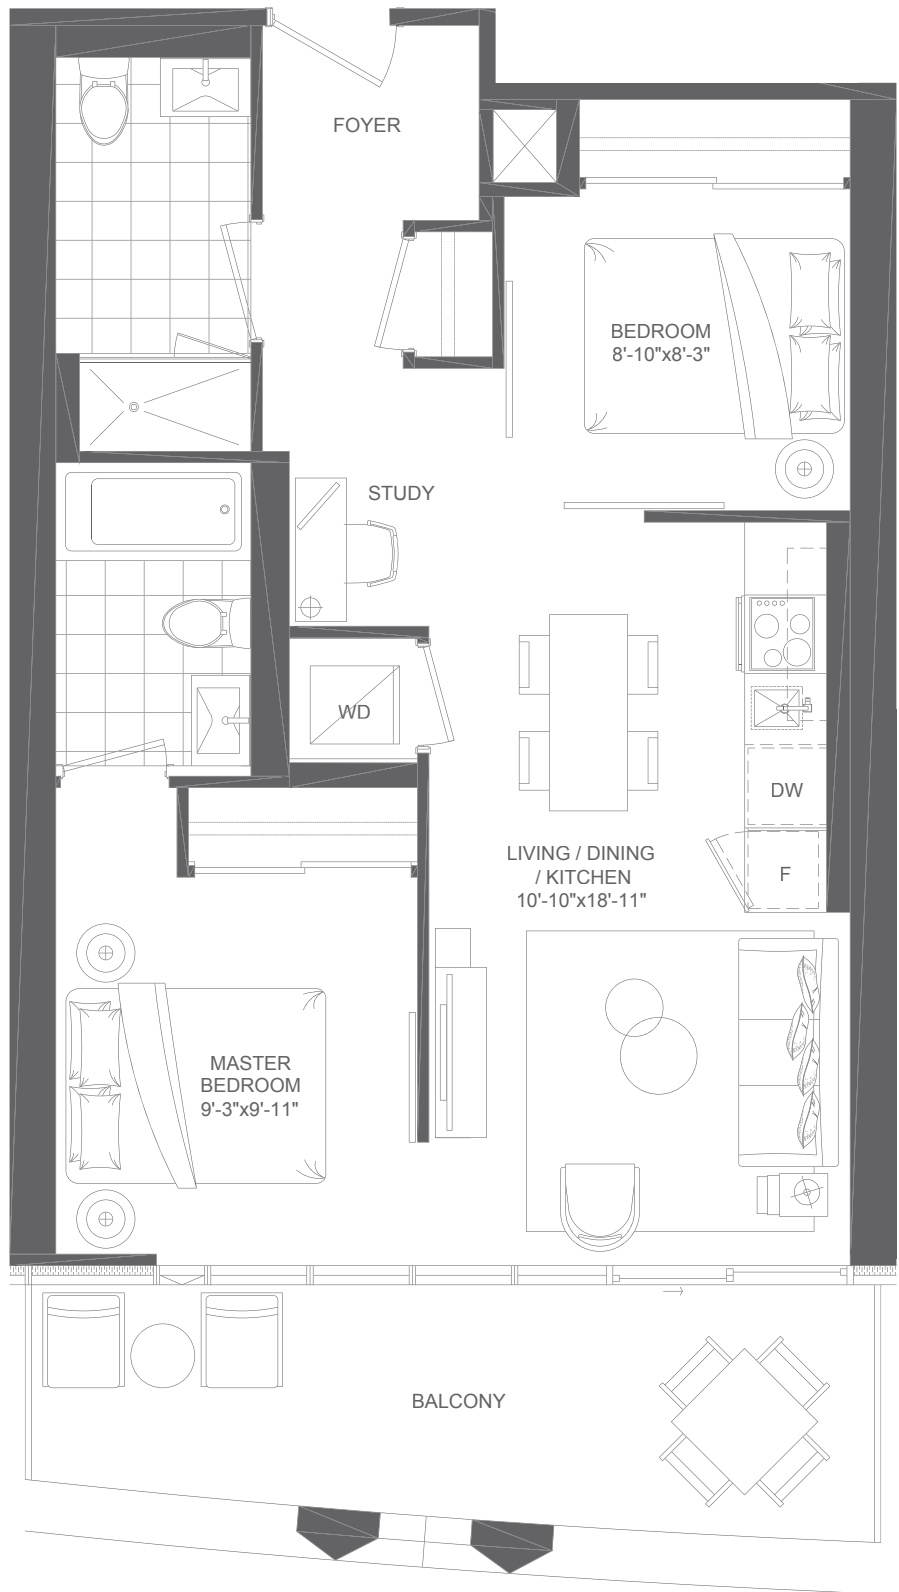 FOYER
BEDROOM
8'-10"x8'-3"
STUDY
WD
DW
LIVING / DINING
/ KITCHEN
10'-10"x18'-11"
F
MASTER
BEDROOM
9'-3"x9'-11"
BALCONY